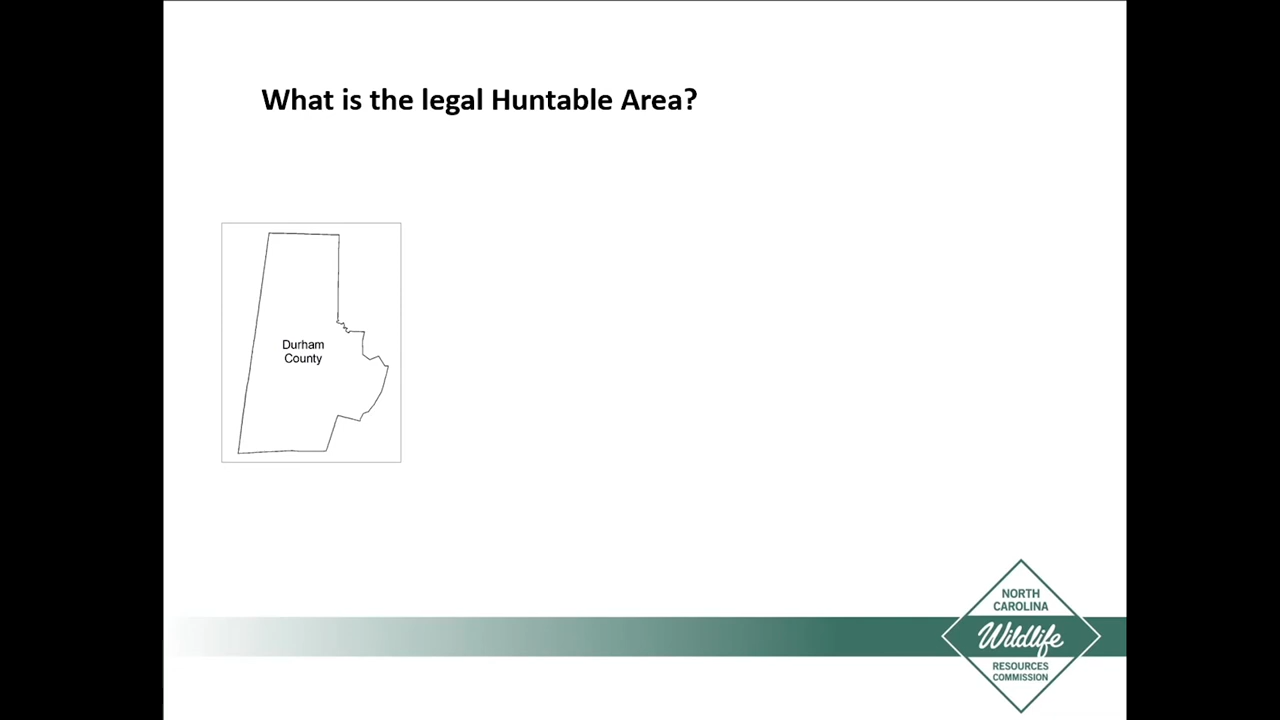 What is the legal Huntable Area?
Durham
County
NORTH
CAROLINA
Wildlife
RESOURCES
COMMISSION